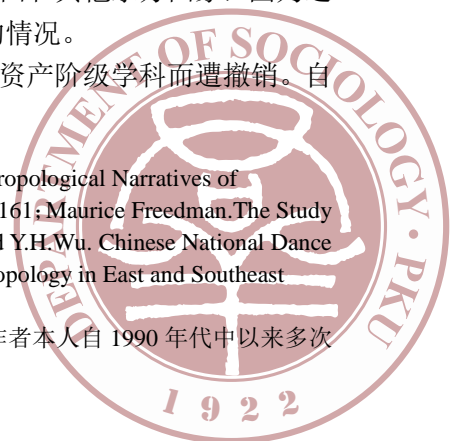 的情况。
资产阶级学科而遭撤销。自
ropological Narratives of
161; Maurice Freedman.The Study
d Y.H.Wu. Chinese National Dance
opology in East and Southeast
作者本人自 1990 年代中以来多次
DEPARTMENT OF SOCIOLOGY · PKU
1922